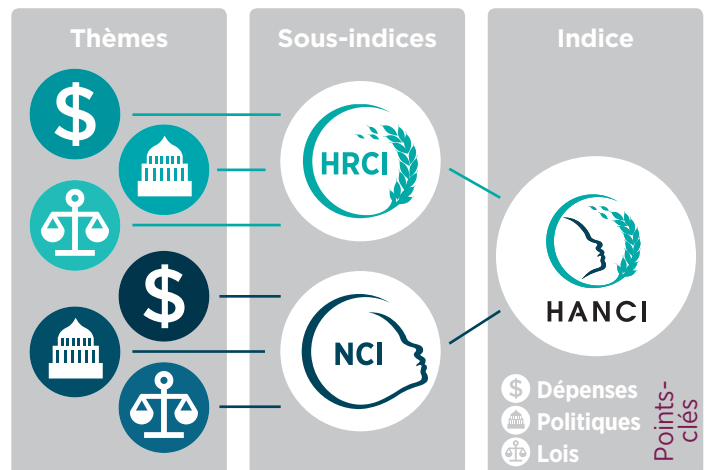 Thèmes
Sous-indices
Indice
$
HRCI
$
NCI
HANCI
$ Dépenses
Politiques
Lois
Points-
clés